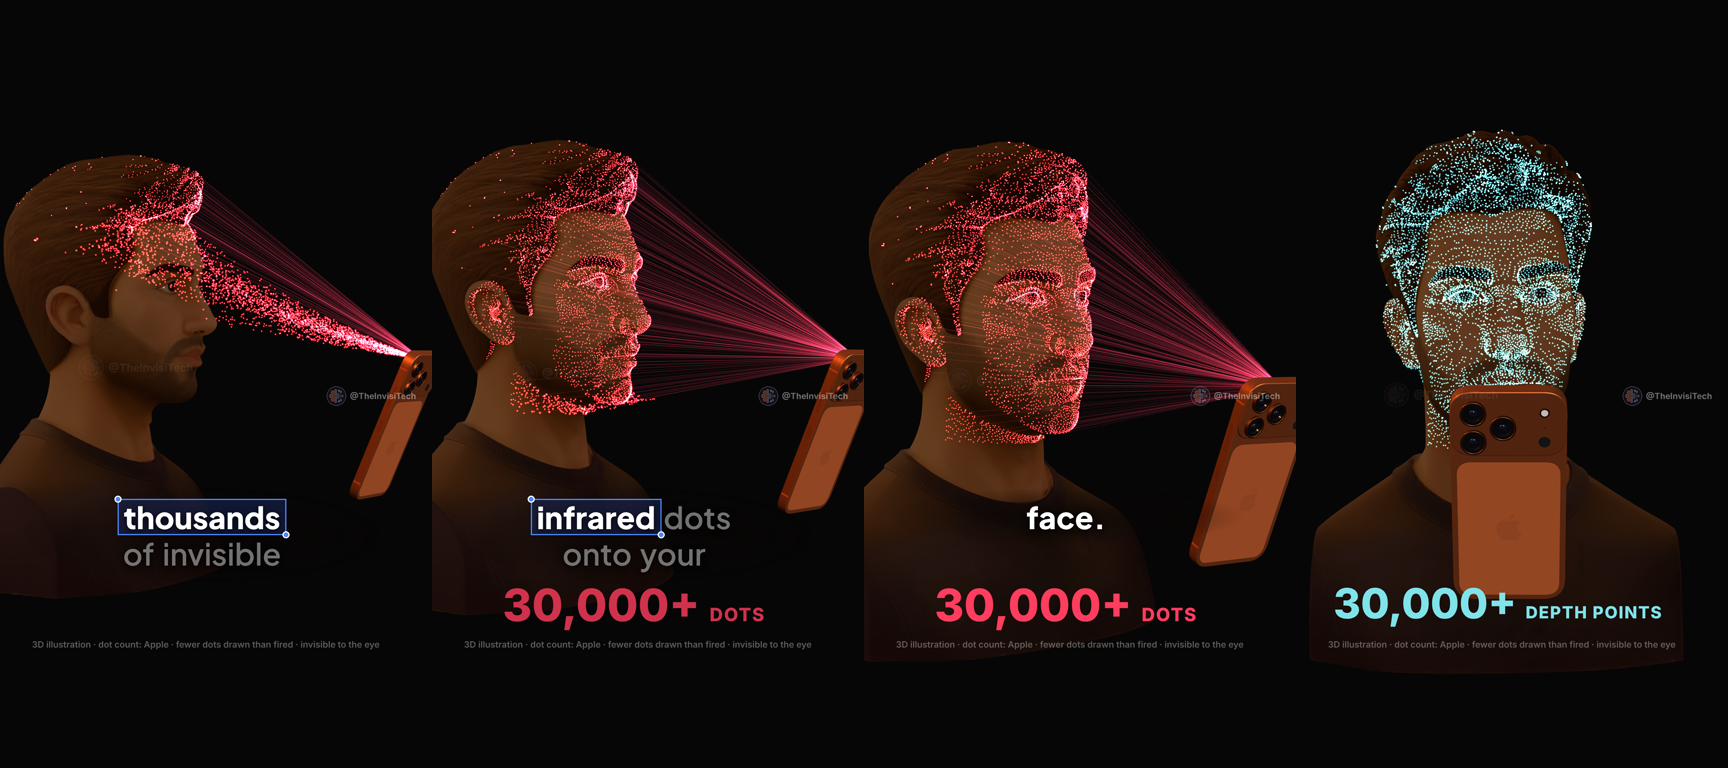 @TheInvisiTech
@TheInvisiTech
thousands
of invisible
3D illustration · dot count: Apple · fewer dots drawn than fired · invisible to the eye
@TheInvisiTech
infrared dots
onto your
30,000+ DOTS
3D illustration · dot count: Apple · fewer dots drawn than fired · invisible to the eye
@TheInvisiTech
face.
30,000+ DOTS
3D illustration · dot count: Apple · fewer dots drawn than fired · invisible to the eye
@TheInvisiTech
30,000+ DEPTH POINTS
3D illustration · dot count: Apple · fewer dots drawn than fired · invisible to the eye